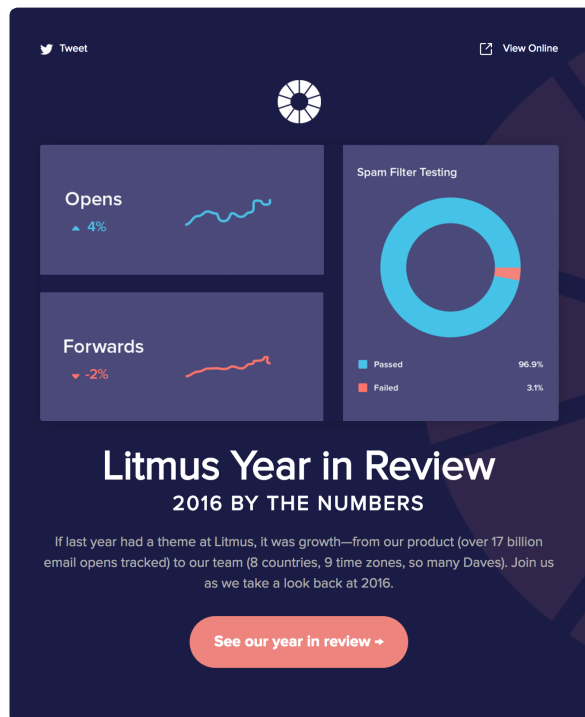 Tweet
View Online
Opens
▲ 4%
Spam Filter Testing
Forwards
▼ -2%
Passed 96.9%
Failed 3.1%
Litmus Year in Review
2016 BY THE NUMBERS
If last year had a theme at Litmus, it was growth—from our product (over 17 billion
email opens tracked) to our team (8 countries, 9 time zones, so many Daves). Join us
as we take a look back at 2016.
See our year in review →